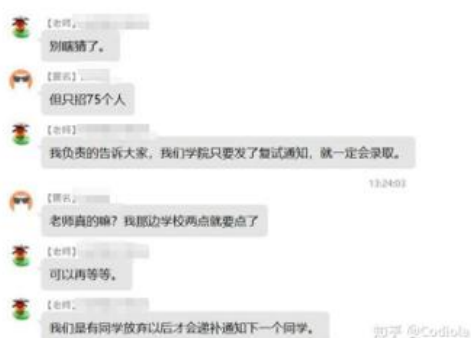 【老师】
别瞎猜了。
【匿名】
但只招75个人
【老师】
我负责的告诉大家，我们学院只要发了复试通知，就一定会录取。
13:24:03
【匿名】
老师真的嘛？我那边学校两点就要点了
【老师】
可以再等等。
【老师】
我们是有同学放弃以后才会递补通知下一个同学。
知乎 @Codiola